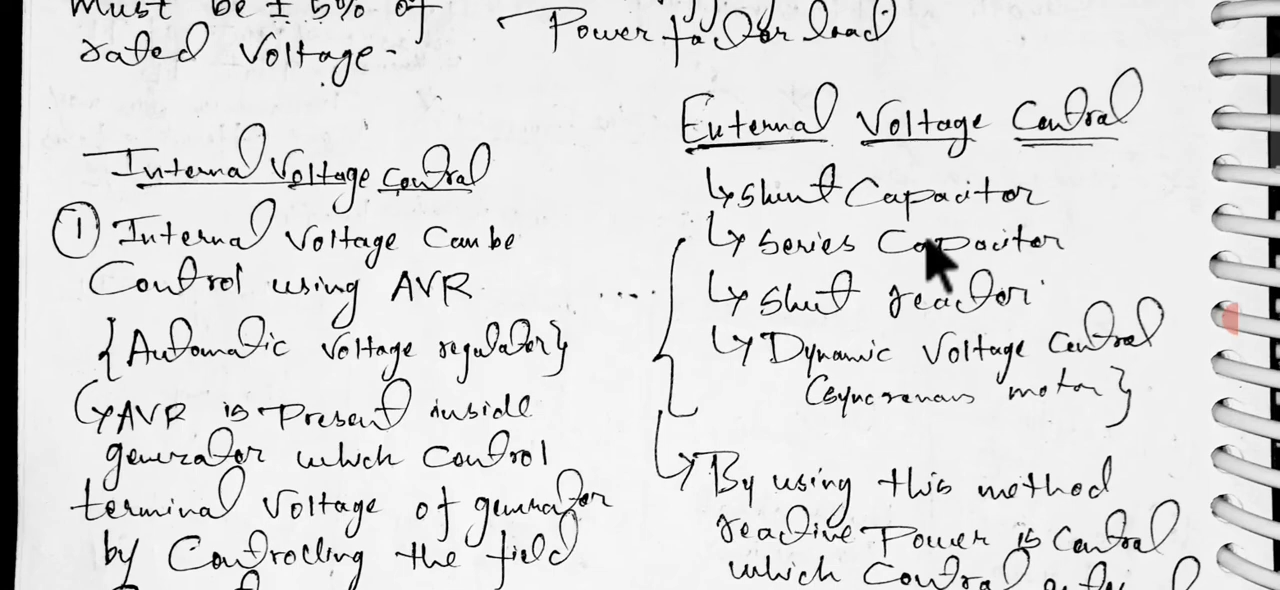 must be ± 5% of
rated Voltage-
Power factor load
Internal Voltage control
① Internal Voltage Can be
Control using AVR
{Automatic voltage regulator}
↳ AVR is Present inside
generator which control
terminal Voltage of generator
by Controlling the field
External Voltage Control
↳ shunt Capacitor
↳ series Capacitor
↳ Shut reactor
↳ Dynamic Voltage Control
(syncrenous motor}
↳ By using this method
reactive Power is Control
which Control